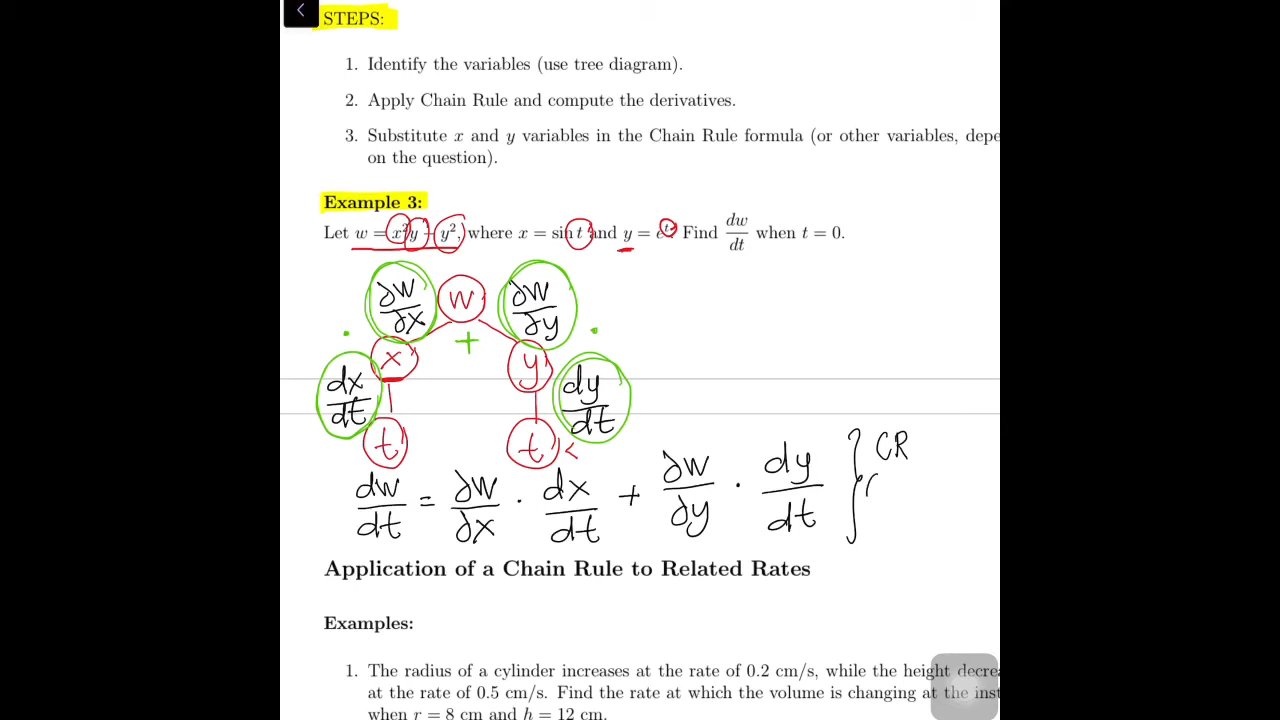 STEPS:
1. Identify the variables (use tree diagram).
2. Apply Chain Rule and compute the derivatives.
3. Substitute x and y variables in the Chain Rule formula (or other variables, depe
on the question).
Example 3:
Let w = x²y − y², where x = sin t and y = eᵗ. Find dw/dt when t = 0.
∂w/∂x w ∂w/∂y
· + ·
x y
dx/dt dy/dt
t t <
dw/dt = ∂w/∂x · dx/dt + ∂w/∂y · dy/dt } CR
Application of a Chain Rule to Related Rates
Examples:
1. The radius of a cylinder increases at the rate of 0.2 cm/s, while the height decre
at the rate of 0.5 cm/s. Find the rate at which the volume is changing at the inst
when r = 8 cm and h = 12 cm.